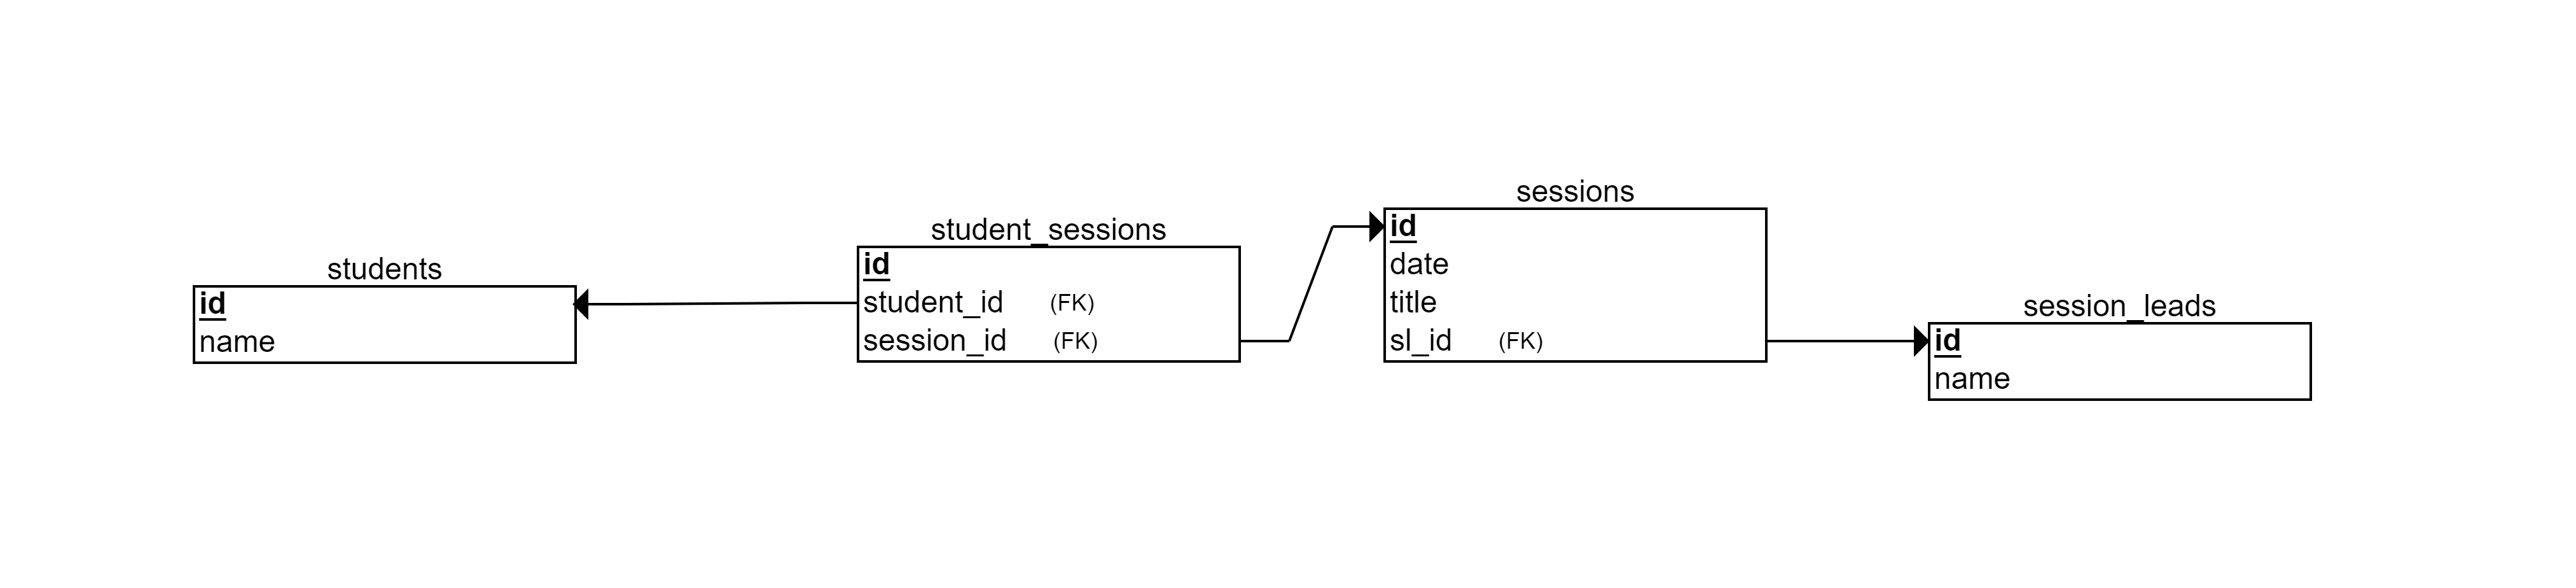 students
id
name
student_sessions
id
student_id (FK)
session_id (FK)
sessions
id
date
title
sl_id (FK)
session_leads
id
name